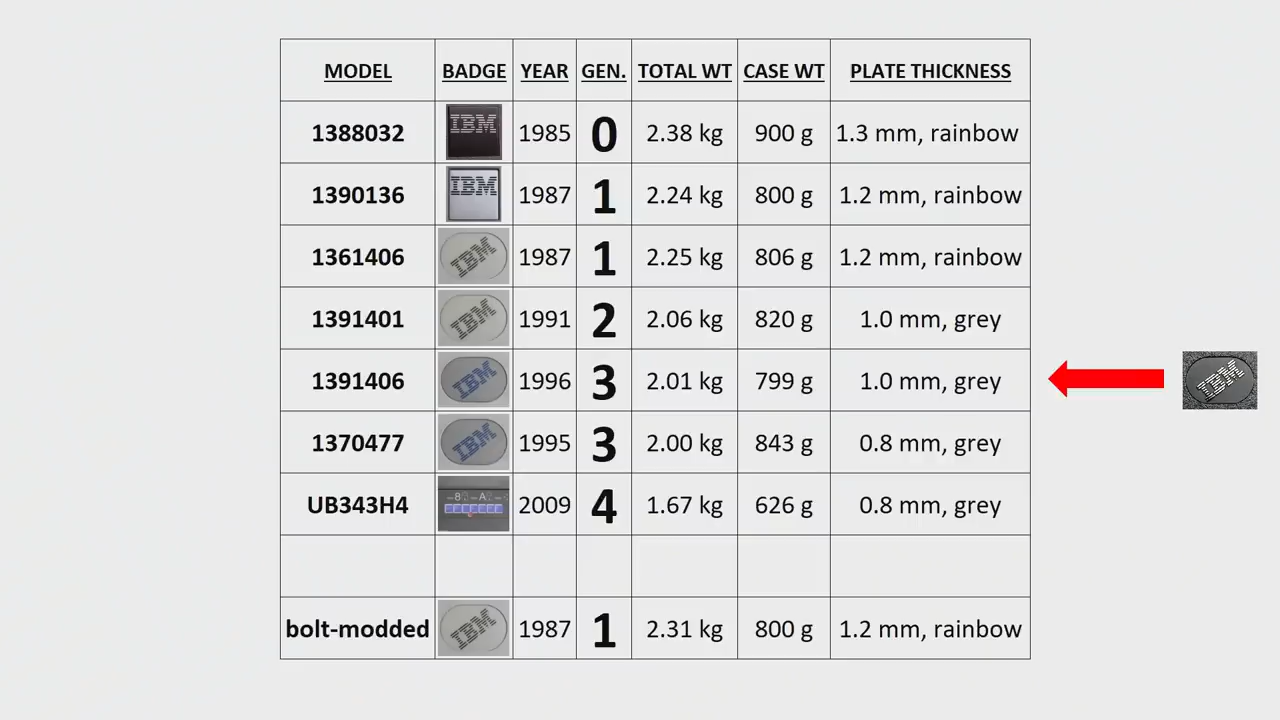 MODEL BADGE YEAR GEN. TOTAL WT CASE WT PLATE THICKNESS
1388032 IBM 1985 0 2.38 kg 900 g 1.3 mm, rainbow
1390136 IBM 1987 1 2.24 kg 800 g 1.2 mm, rainbow
1361406 IBM 1987 1 2.25 kg 806 g 1.2 mm, rainbow
1391401 IBM 1991 2 2.06 kg 820 g 1.0 mm, grey
1391406 IBM 1996 3 2.01 kg 799 g 1.0 mm, grey IBM
1370477 IBM 1995 3 2.00 kg 843 g 0.8 mm, grey
UB343H4 8 A 2009 4 1.67 kg 626 g 0.8 mm, grey
bolt-modded IBM 1987 1 2.31 kg 800 g 1.2 mm, rainbow